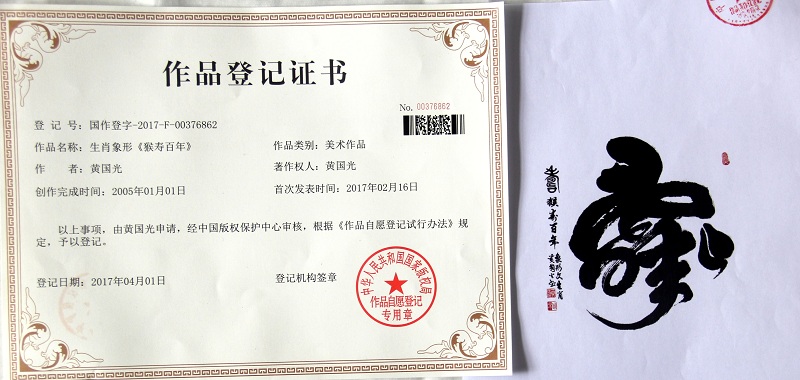 作品登记证书
No. 00376862
登 记 号：国作登字-2017-F-00376862
作品名称：生肖象形《猴寿百年》
作品类别：美术作品
作 者：黄国光
著作权人：黄国光
创作完成时间：2005年01月01日
首次发表时间：2017年02月16日
以上事项，由黄国光申请，经中国版权保护中心审核，根据《作品自愿登记试行办法》规
定，予以登记。
登记日期：2017年04月01日
登记机构签章
中华人民共和国国家版权局
作品自愿登记
专用章
猴寿百年